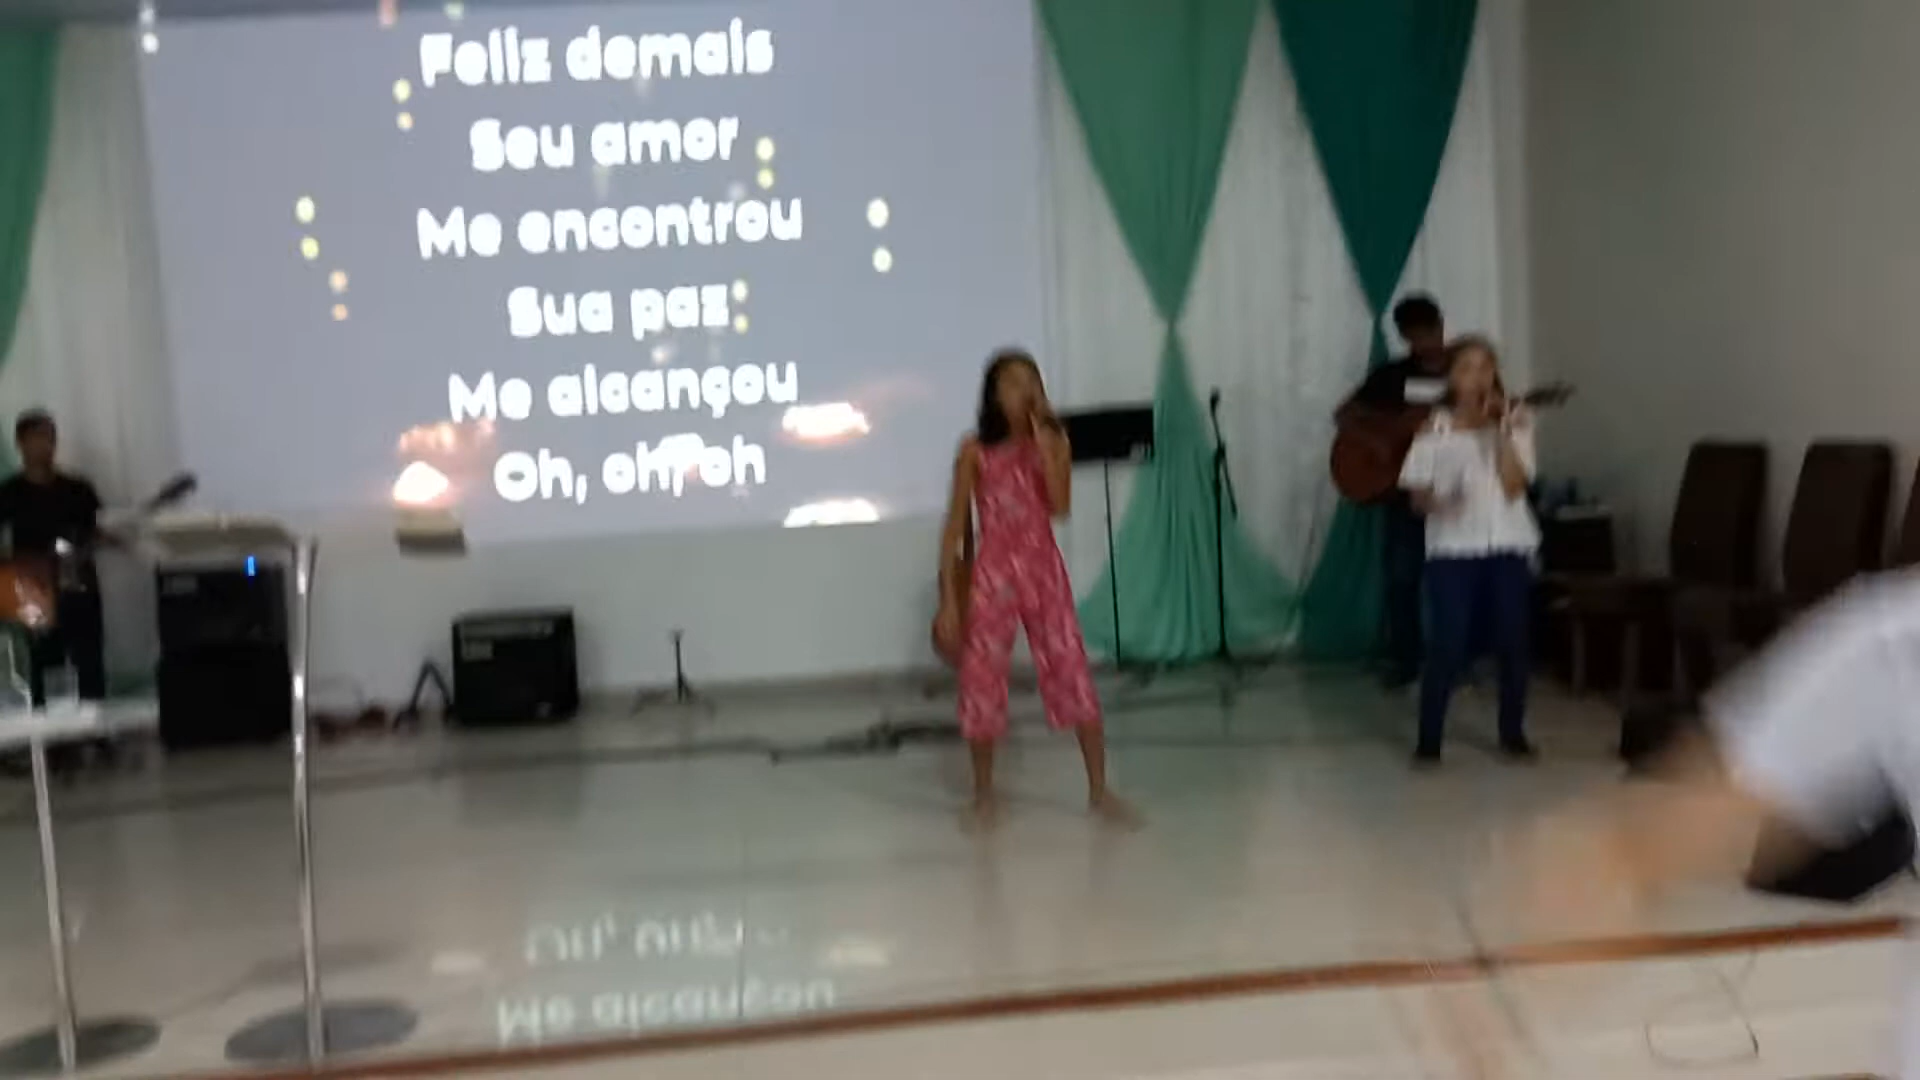 Feliz demais
Seu amor
Me encontrou
Sua paz
Me alcançou
Oh, oh, oh